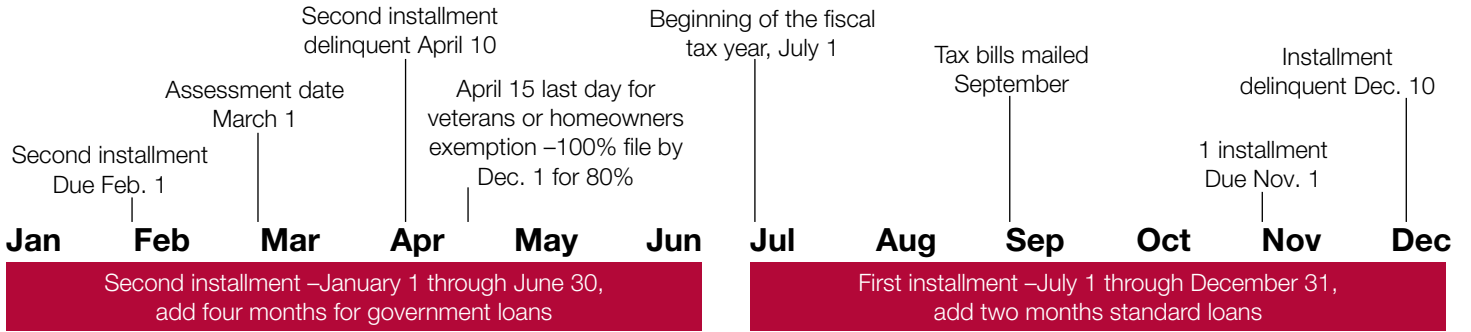 Second installment
delinquent April 10
Beginning of the fiscal
tax year, July 1
Assessment date
March 1
April 15 last day for
veterans or homeowners
exemption –100% file by
Dec. 1 for 80%
Tax bills mailed
September
Installment
delinquent Dec. 10
Second installment
Due Feb. 1
1 installment
Due Nov. 1
Jan Feb Mar Apr May Jun Jul Aug Sep Oct Nov Dec
Second installment –January 1 through June 30,
add four months for government loans
First installment –July 1 through December 31,
add two months standard loans